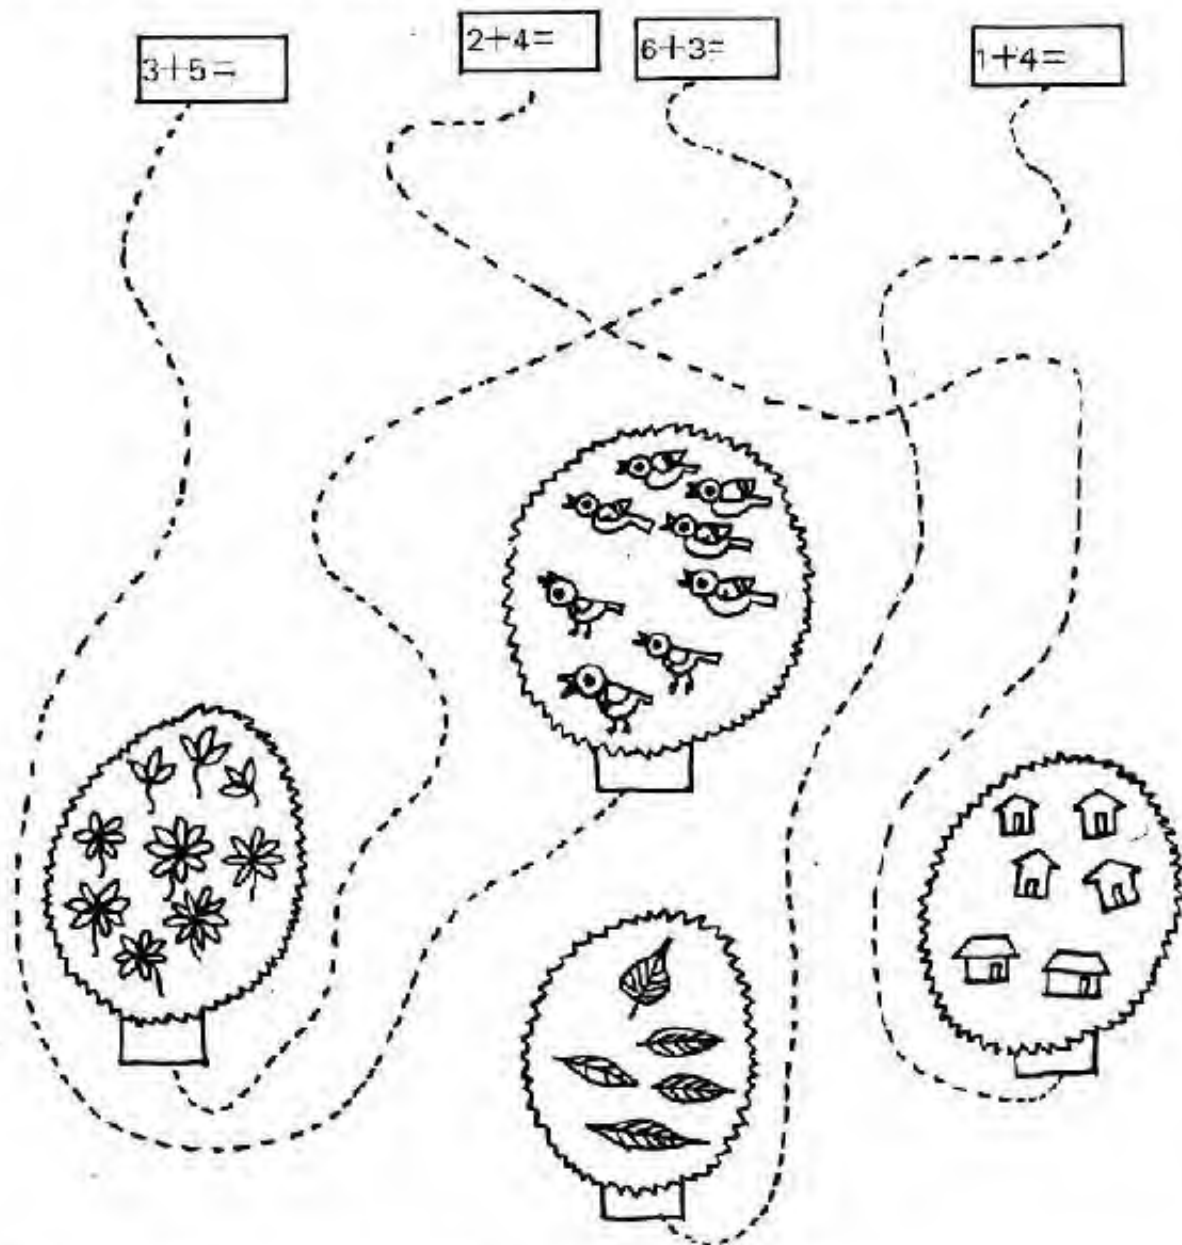 3+5=
2+4=
6+3=
1+4=